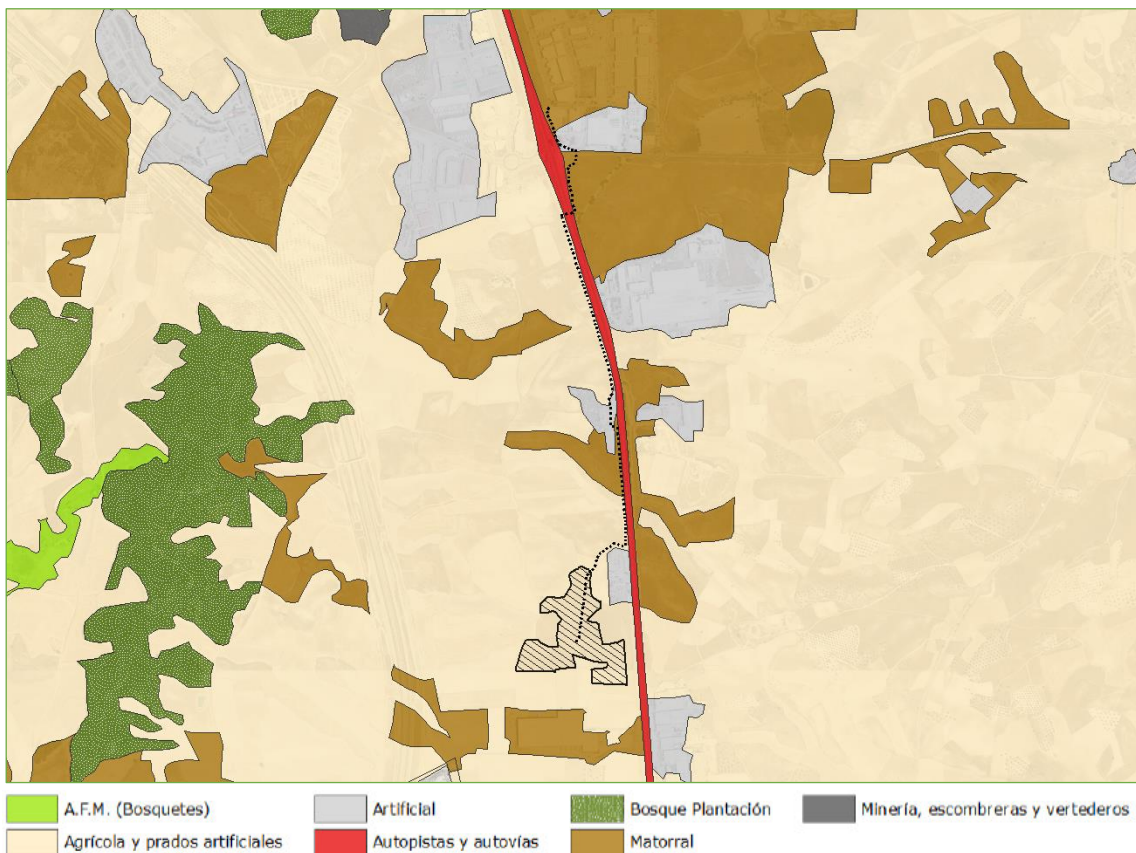 A.F.M. (Bosquetes)
Artificial
Bosque Plantación
Minería, escombreras y vertederos
Agrícola y prados artificiales
Autopistas y autovías
Matorral